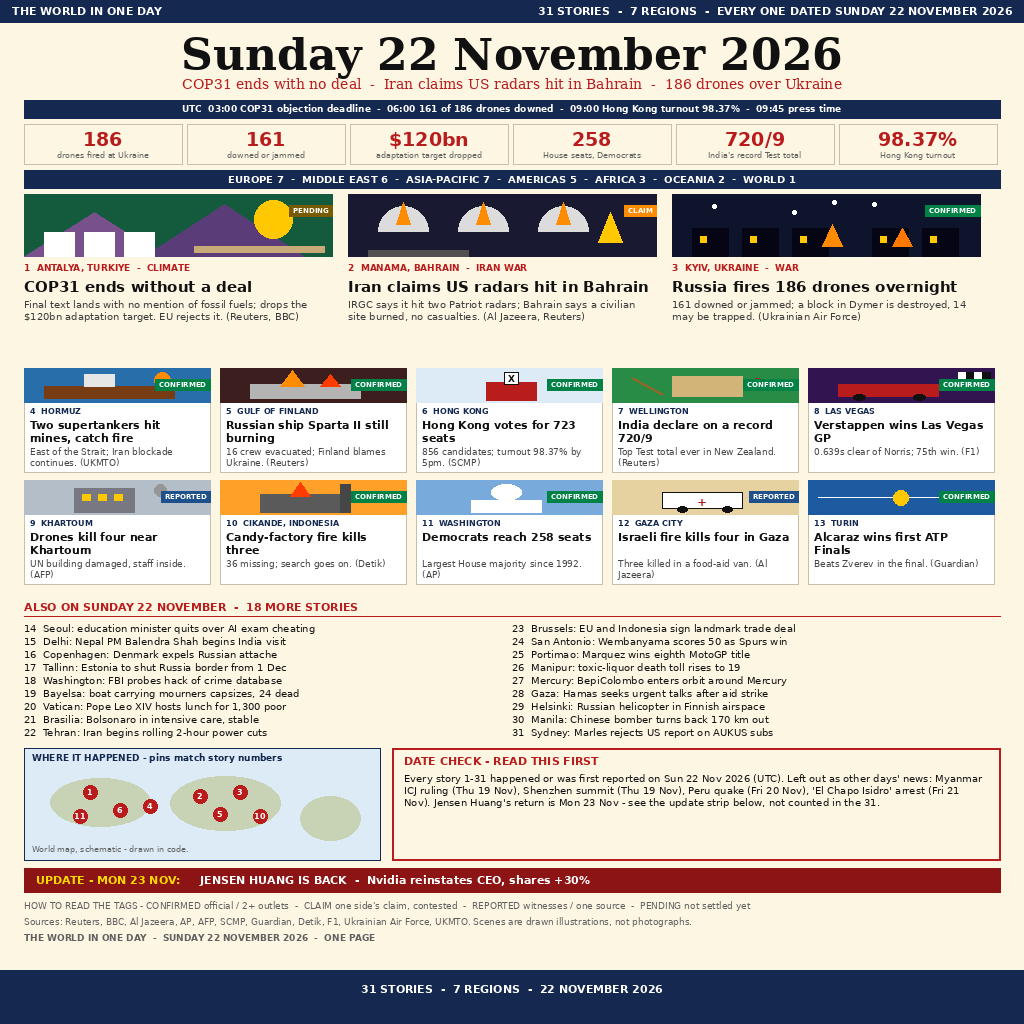 THE WORLD IN ONE DAY
31 STORIES - 7 REGIONS - EVERY ONE DATED SUNDAY 22 NOVEMBER 2026
Sunday 22 November 2026
COP31 ends with no deal - Iran claims US radars hit in Bahrain - 186 drones over Ukraine
UTC 03:00 COP31 objection deadline - 06:00 161 of 186 drones downed - 09:00 Hong Kong turnout 98.37% - 09:45 press time
186
drones fired at Ukraine
161
downed or jammed
$120bn
adaptation target dropped
258
House seats, Democrats
720/9
India's record Test total
98.37%
Hong Kong turnout
EUROPE 7 - MIDDLE EAST 6 - ASIA-PACIFIC 7 - AMERICAS 5 - AFRICA 3 - OCEANIA 2 - WORLD 1
PENDING
1 ANTALYA, TURKIYE - CLIMATE
COP31 ends without a deal
Final text lands with no mention of fossil fuels; drops the
$120bn adaptation target. EU rejects it. (Reuters, BBC)
CLAIM
2 MANAMA, BAHRAIN - IRAN WAR
Iran claims US radars hit in Bahrain
IRGC says it hit two Patriot radars; Bahrain says a civilian
site burned, no casualties. (Al Jazeera, Reuters)
CONFIRMED
3 KYIV, UKRAINE - WAR
Russia fires 186 drones overnight
161 downed or jammed; a block in Dymer is destroyed, 14
may be trapped. (Ukrainian Air Force)
CONFIRMED
4 HORMUZ
Two supertankers hit
mines, catch fire
East of the Strait; Iran blockade
continues. (UKMTO)
CONFIRMED
5 GULF OF FINLAND
Russian ship Sparta II still
burning
16 crew evacuated; Finland blames
Ukraine. (Reuters)
X
CONFIRMED
6 HONG KONG
Hong Kong votes for 723
seats
856 candidates; turnout 98.37% by
5pm. (SCMP)
CONFIRMED
7 WELLINGTON
India declare on a record
720/9
Top Test total ever in New Zealand.
(Reuters)
CONFIRMED
8 LAS VEGAS
Verstappen wins Las Vegas
GP
0.639s clear of Norris; 75th win. (F1)
REPORTED
9 KHARTOUM
Drones kill four near
Khartoum
UN building damaged, staff inside.
(AFP)
CONFIRMED
10 CIKANDE, INDONESIA
Candy-factory fire kills
three
36 missing; search goes on. (Detik)
CONFIRMED
11 WASHINGTON
Democrats reach 258 seats
Largest House majority since 1992.
(AP)
+
REPORTED
12 GAZA CITY
Israeli fire kills four in Gaza
Three killed in a food-aid van. (Al
Jazeera)
CONFIRMED
13 TURIN
Alcaraz wins first ATP
Finals
Beats Zverev in the final. (Guardian)
ALSO ON SUNDAY 22 NOVEMBER - 18 MORE STORIES
14 Seoul: education minister quits over AI exam cheating
15 Delhi: Nepal PM Balendra Shah begins India visit
16 Copenhagen: Denmark expels Russian attache
17 Tallinn: Estonia to shut Russia border from 1 Dec
18 Washington: FBI probes hack of crime database
19 Bayelsa: boat carrying mourners capsizes, 24 dead
20 Vatican: Pope Leo XIV hosts lunch for 1,300 poor
21 Brasilia: Bolsonaro in intensive care, stable
22 Tehran: Iran begins rolling 2-hour power cuts
23 Brussels: EU and Indonesia sign landmark trade deal
24 San Antonio: Wembanyama scores 50 as Spurs win
25 Portimao: Marquez wins eighth MotoGP title
26 Manipur: toxic-liquor death toll rises to 19
27 Mercury: BepiColombo enters orbit around Mercury
28 Gaza: Hamas seeks urgent talks after aid strike
29 Helsinki: Russian helicopter in Finnish airspace
30 Manila: Chinese bomber turns back 170 km out
31 Sydney: Marles rejects US report on AUKUS subs
WHERE IT HAPPENED - pins match story numbers
1
2
3
4
5
6
10
11
World map, schematic - drawn in code.
DATE CHECK - READ THIS FIRST
Every story 1-31 happened or was first reported on Sun 22 Nov 2026 (UTC). Left out as other days' news: Myanmar
ICJ ruling (Thu 19 Nov), Shenzhen summit (Thu 19 Nov), Peru quake (Fri 20 Nov), 'El Chapo Isidro' arrest (Fri 21
Nov). Jensen Huang's return is Mon 23 Nov - see the update strip below, not counted in the 31.
UPDATE - MON 23 NOV: JENSEN HUANG IS BACK - Nvidia reinstates CEO, shares +30%
HOW TO READ THE TAGS - CONFIRMED official / 2+ outlets - CLAIM one side's claim, contested - REPORTED witnesses / one source - PENDING not settled yet
Sources: Reuters, BBC, Al Jazeera, AP, AFP, SCMP, Guardian, Detik, F1, Ukrainian Air Force, UKMTO. Scenes are drawn illustrations, not photographs.
THE WORLD IN ONE DAY - SUNDAY 22 NOVEMBER 2026 - ONE PAGE
31 STORIES - 7 REGIONS - 22 NOVEMBER 2026